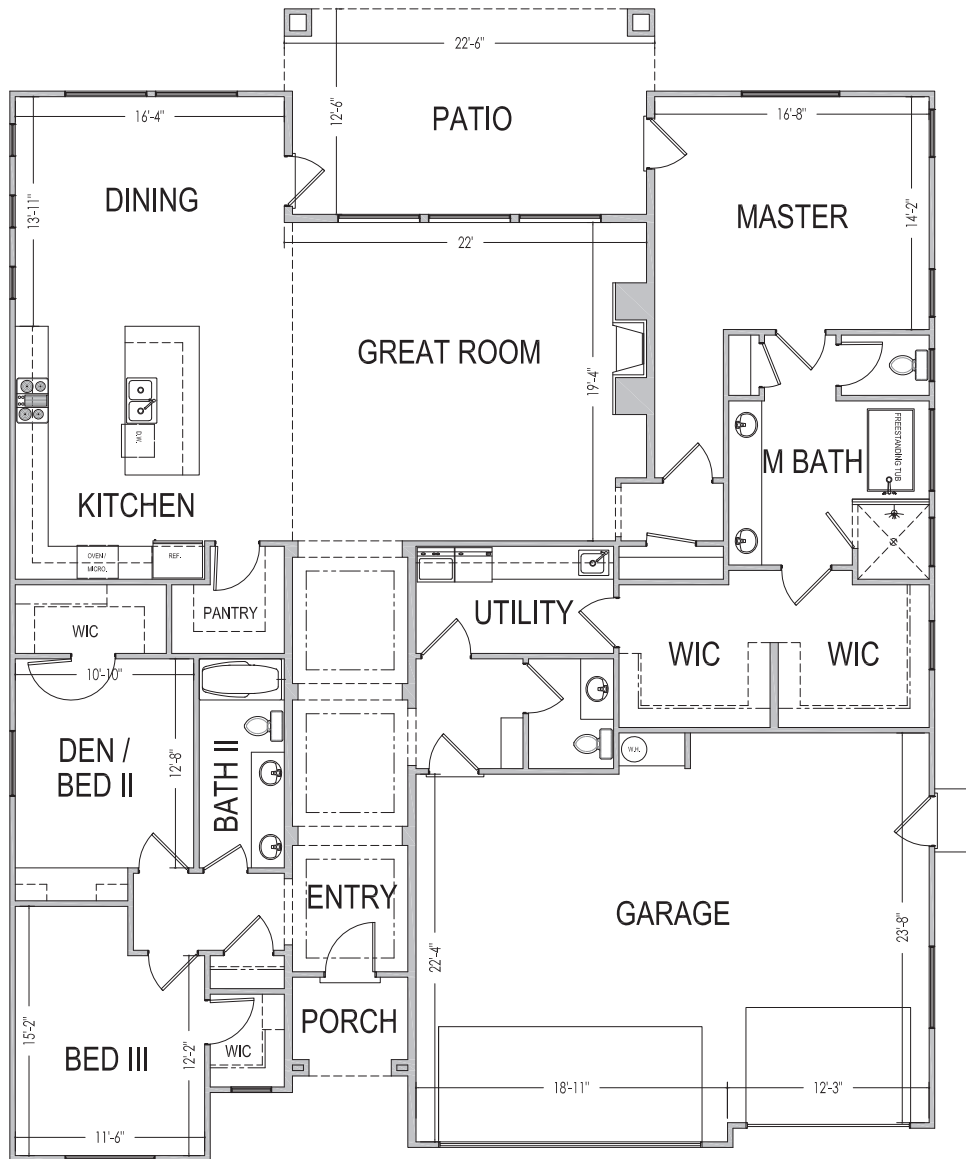 22'-6"
12'-6"
PATIO
16'-4"
16'-8"
DINING
13'-11"
MASTER
14'-2"
22'
GREAT ROOM
19'-4"
D.W.
FREESTANDING TUB
M BATH
KITCHEN
OVEN/
MICRO.
REF.
PANTRY
UTILITY
WIC
WIC
WIC
10'-10"
DEN /
BED II
12'-8"
BATH II
W.H.
ENTRY
GARAGE
22'-4"
23'-8"
PORCH
15'-2"
BED III
12'-2"
WIC
18'-11"
12'-3"
11'-6"